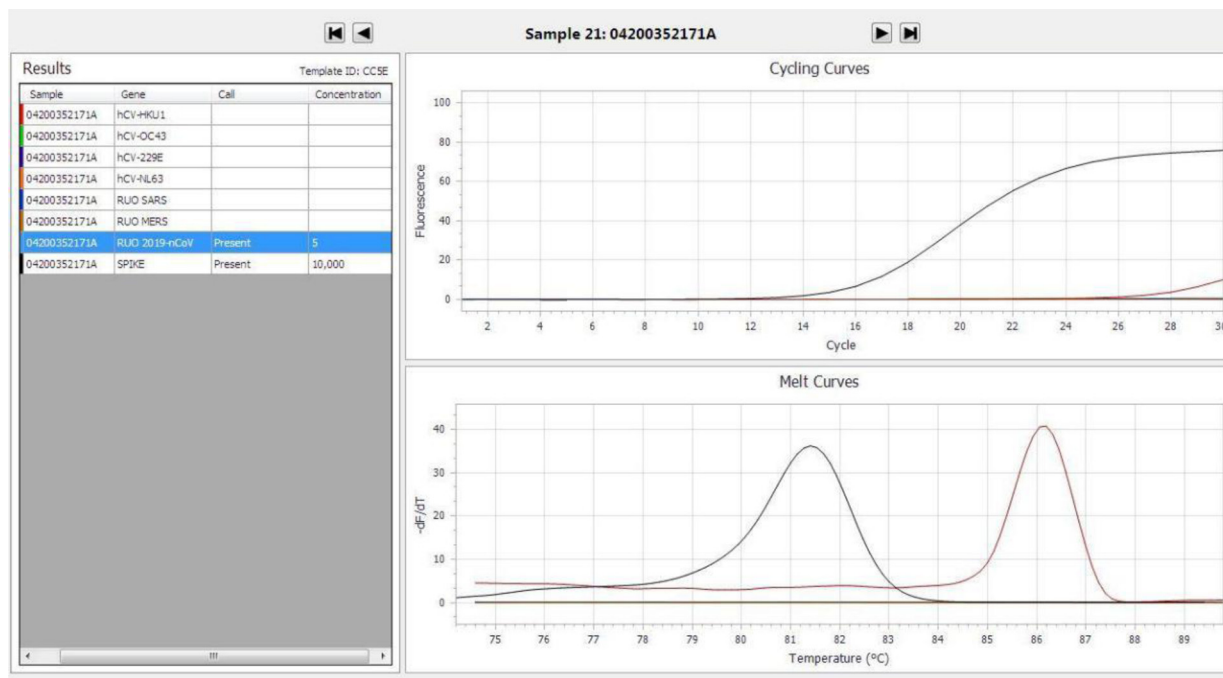 Sample 21: 04200352171A
Results Template ID: CC5E
Sample Gene Call Concentration
04200352171A hCV-HKU1
04200352171A hCV-OC43
04200352171A hCV-229E
04200352171A hCV-NL63
04200352171A RUO SARS
04200352171A RUO MERS
04200352171A RUO 2019-nCoV Present 5
04200352171A SPIKE Present 10,000
Cycling Curves
Fluorescence
100
80
60
40
20
0
2 4 6 8 10 12 14 16 18 20 22 24 26 28
Cycle
Melt Curves
-dF/dT
40
30
20
10
0
75 76 77 78 79 80 81 82 83 84 85 86 87 88 89
Temperature (ºC)